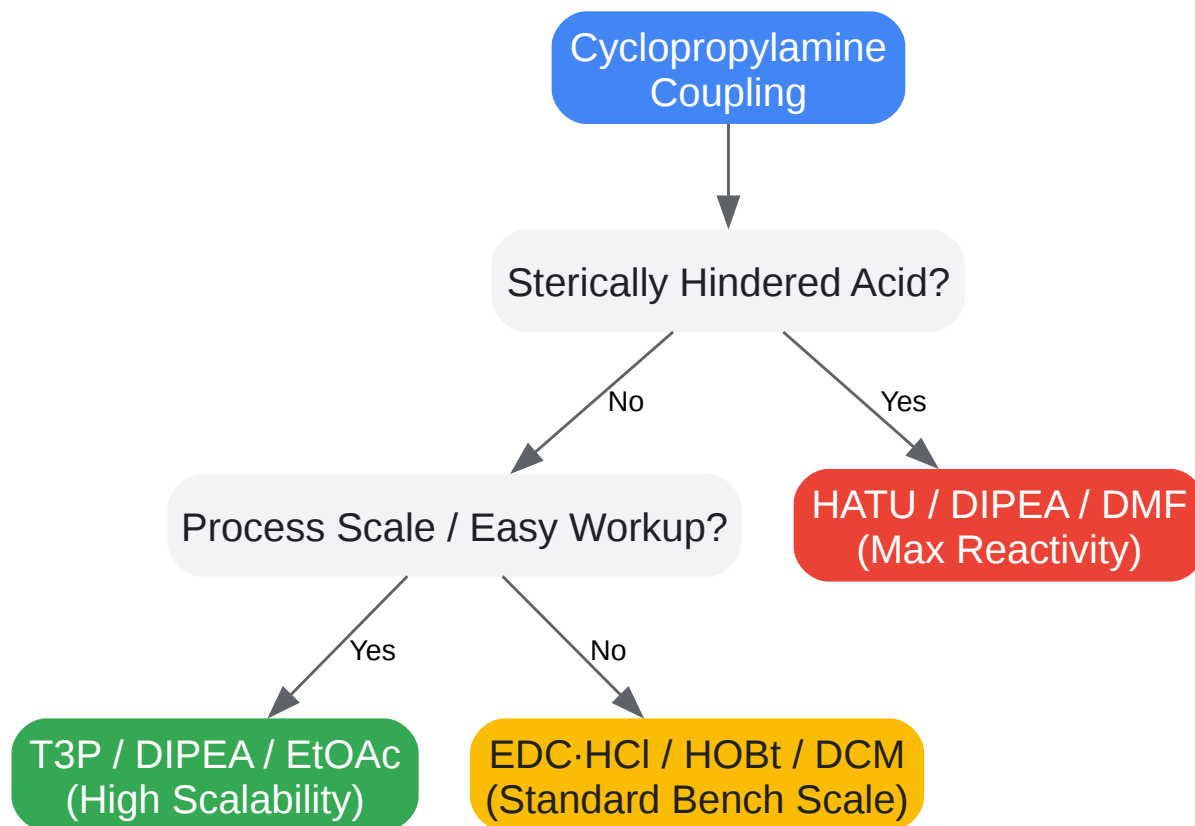 Cyclopropylamine
Coupling
Sterically Hindered Acid?
No
Yes
HATU / DIPEA / DMF
(Max Reactivity)
Process Scale / Easy Workup?
Yes
No
T3P / DIPEA / EtOAc
(High Scalability)
EDC·HCl / HOBt / DCM
(Standard Bench Scale)